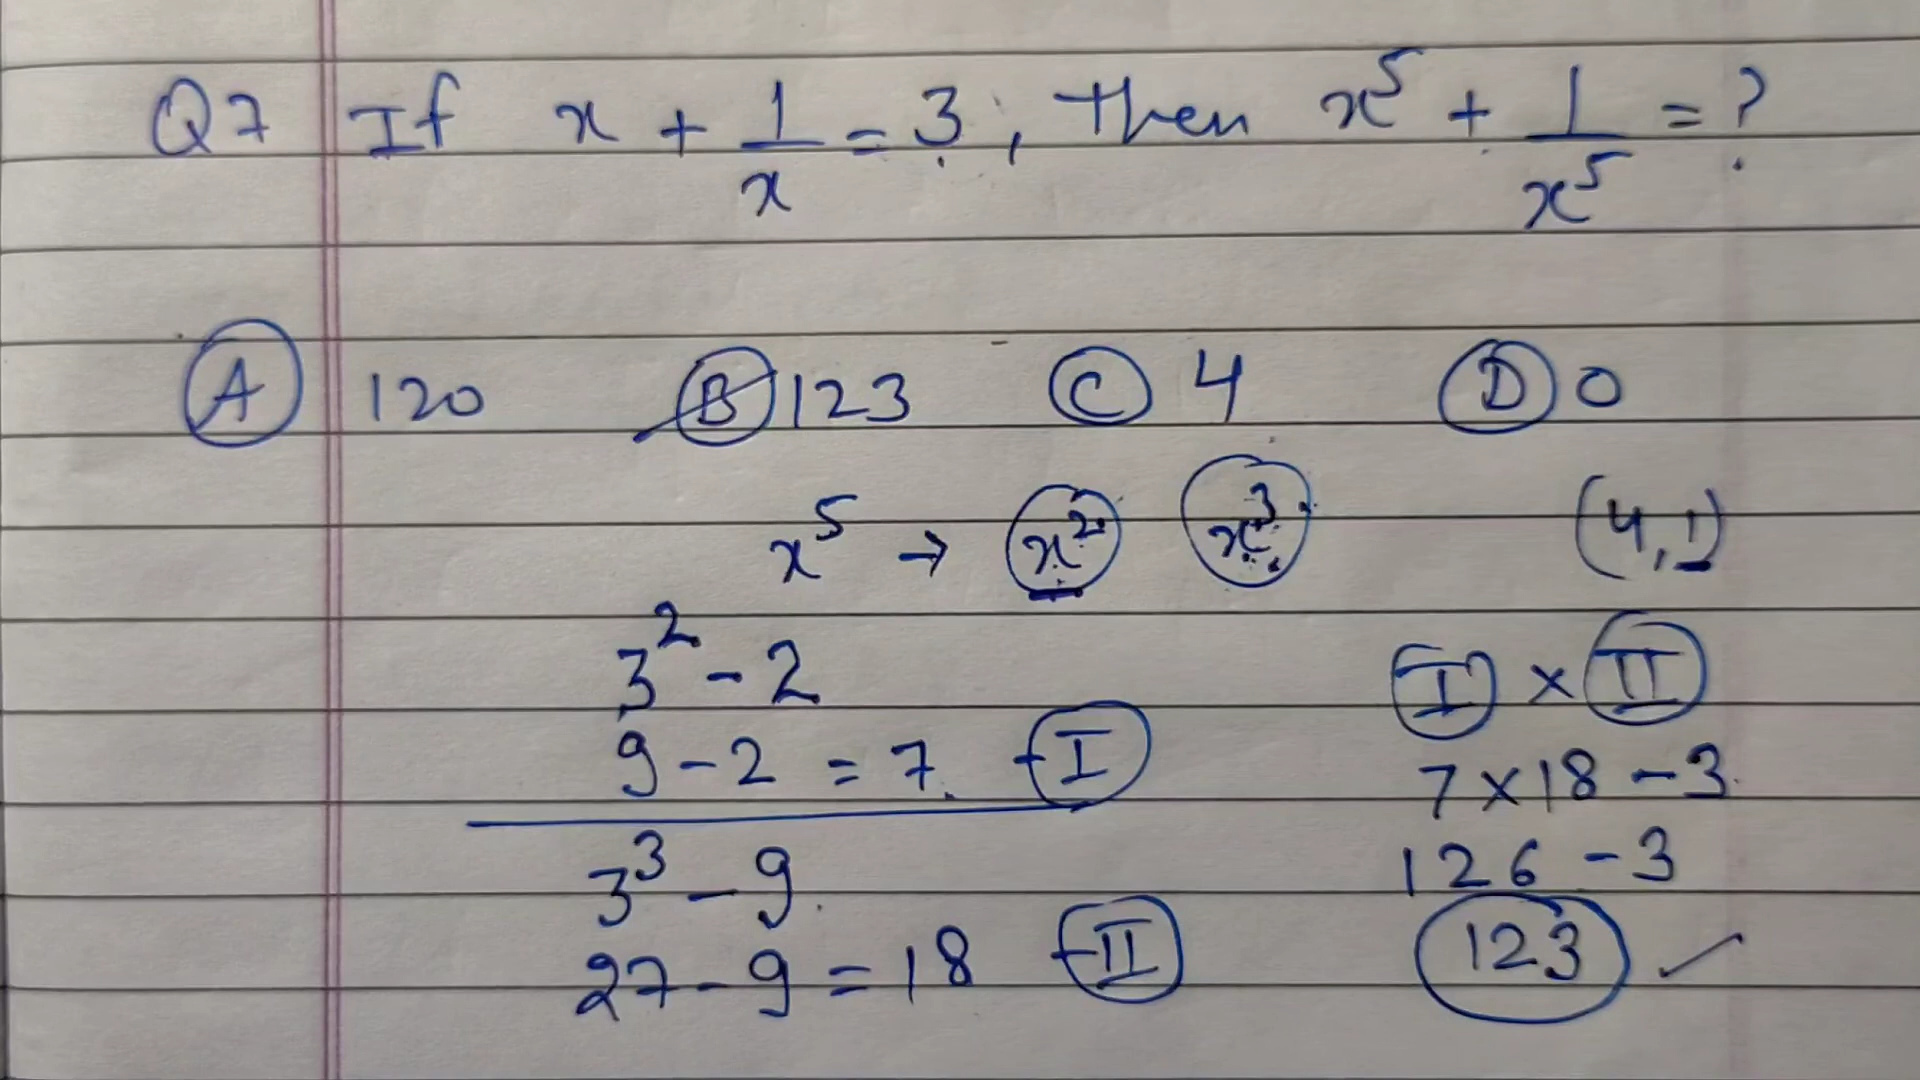 Q7 If x + 1/x = 3, Then x⁵ + 1/x⁵ = ?
A 120 B 123 C 4 D 0
x⁵ → x² x³ (4,1)
3² - 2
9 - 2 = 7 - I
3³ - 9
27 - 9 = 18 - II
I × II
7 × 18 - 3
126 - 3
123 ✓